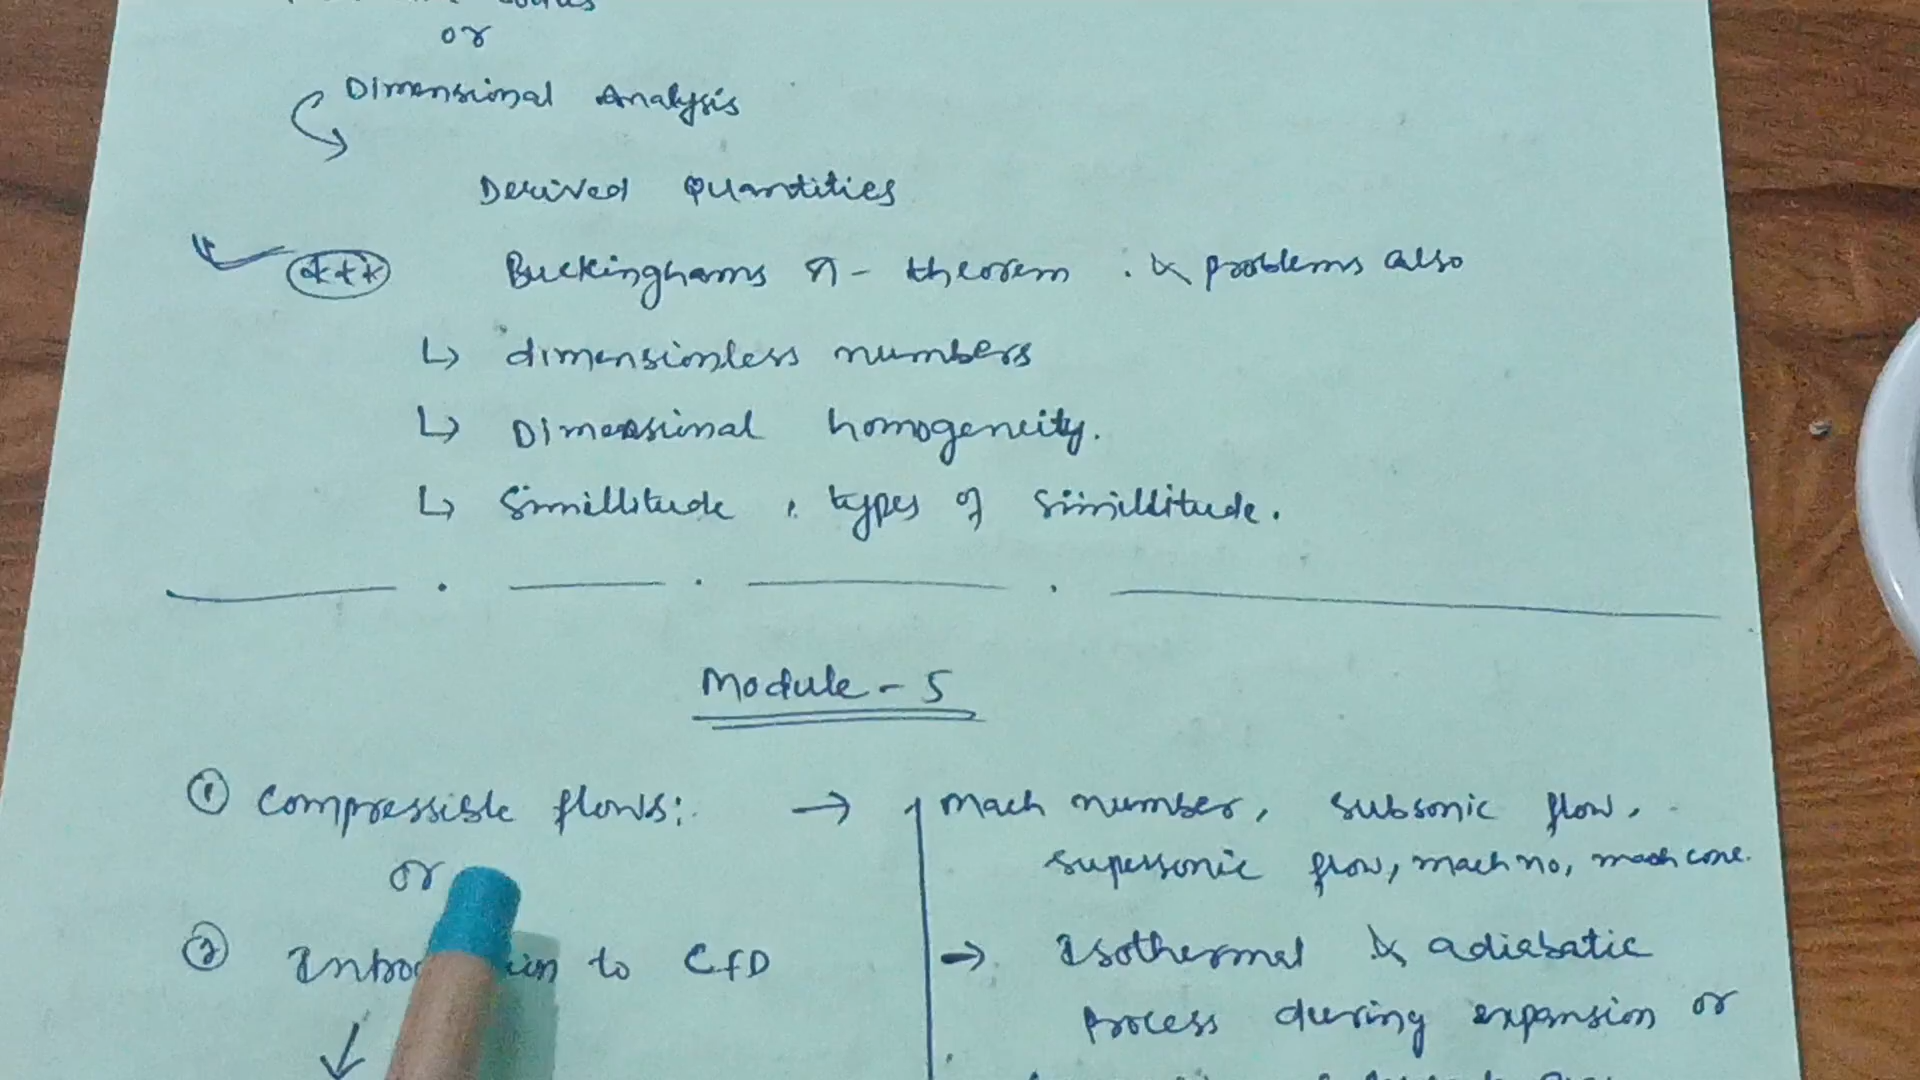 or
Dimensional Analysis
Derived Quantities
*** Buckinghams π - theorem . & problems also
↳ dimensionless numbers
↳ Dimensional homogeneity.
↳ Simillitude , types of Simillitude.
Module - 5
① Compressible flows: → Mach number, subsonic flow,
supersonic flow, mach no, mach cone.
or
② to CFD → Isothermal & adiabatic
process during expansion or